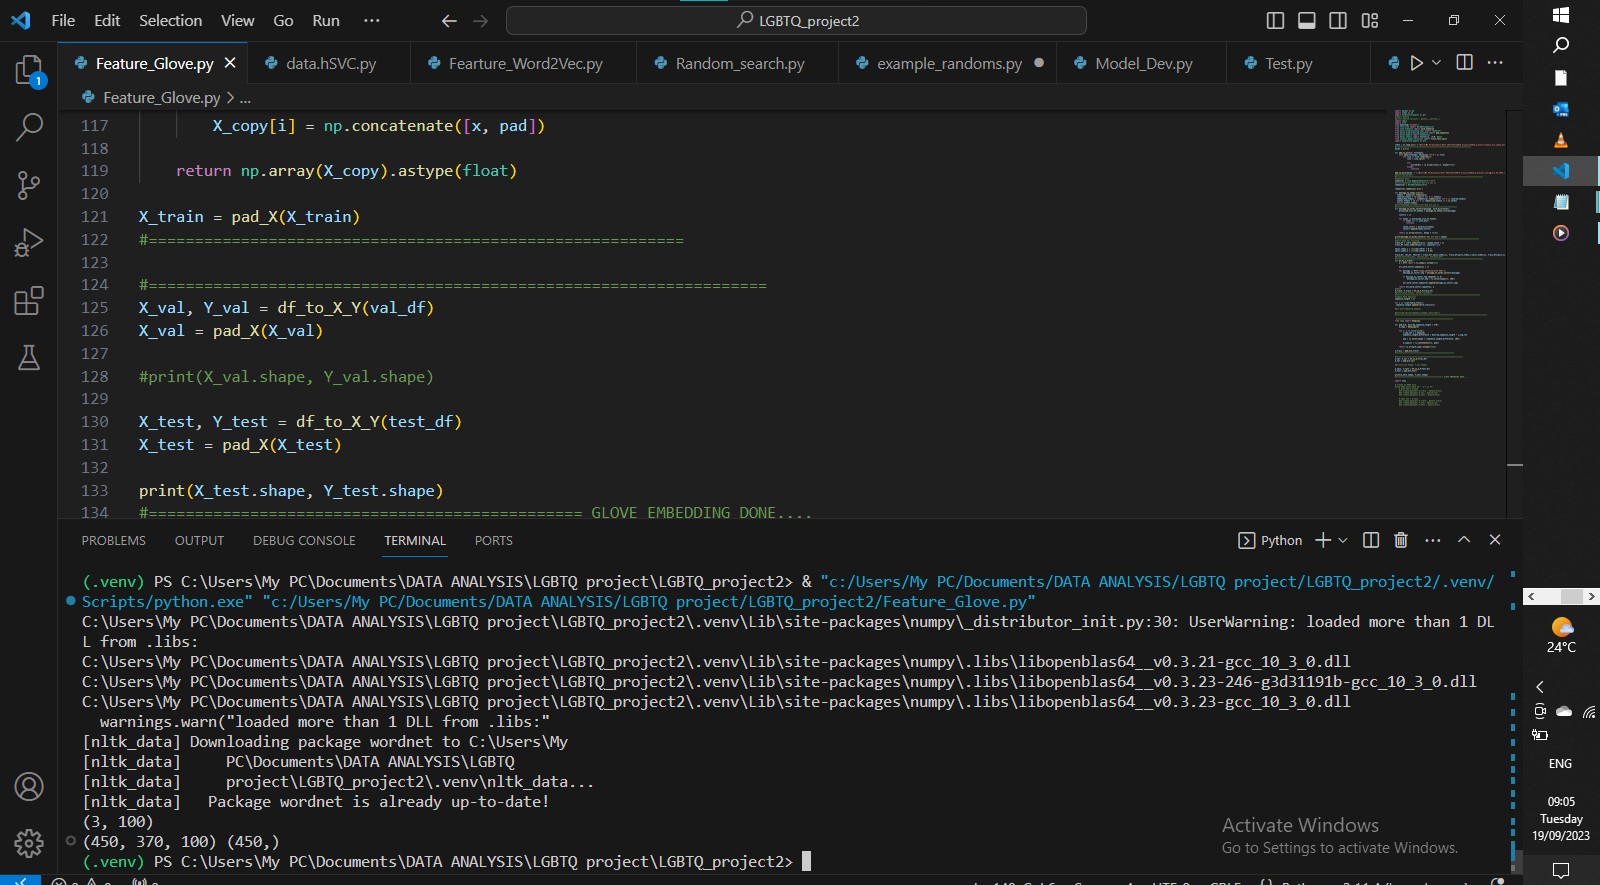 File Edit Selection View Go Run ··· LGBTQ_project2
1 Feature_Glove.py data.hSVC.py Fearture_Word2Vec.py Random_search.py example_randoms.py Model_Dev.py Test.py
Feature_Glove.py > ...
117 X_copy[i] = np.concatenate([x, pad])
118
119 return np.array(X_copy).astype(float)
120
121 X_train = pad_X(X_train)
122 #==========================================================
123
124 #===================================================================
125 X_val, Y_val = df_to_X_Y(val_df)
126 X_val = pad_X(X_val)
127
128 #print(X_val.shape, Y_val.shape)
129
130 X_test, Y_test = df_to_X_Y(test_df)
131 X_test = pad_X(X_test)
132
133 print(X_test.shape, Y_test.shape)
134 #=============================================== GLOVE EMBEDDING DONE....
PROBLEMS OUTPUT DEBUG CONSOLE TERMINAL PORTS Python
(.venv) PS C:\Users\My PC\Documents\DATA ANALYSIS\LGBTQ project\LGBTQ_project2> & "c:/Users/My PC/Documents/DATA ANALYSIS/LGBTQ project/LGBTQ_project2/.venv/
Scripts/python.exe" "c:/Users/My PC/Documents/DATA ANALYSIS/LGBTQ project/LGBTQ_project2/Feature_Glove.py"
C:\Users\My PC\Documents\DATA ANALYSIS\LGBTQ project\LGBTQ_project2\.venv\Lib\site-packages\numpy\_distributor_init.py:30: UserWarning: loaded more than 1 DL
L from .libs:
C:\Users\My PC\Documents\DATA ANALYSIS\LGBTQ project\LGBTQ_project2\.venv\Lib\site-packages\numpy\.libs\libopenblas64__v0.3.21-gcc_10_3_0.dll
C:\Users\My PC\Documents\DATA ANALYSIS\LGBTQ project\LGBTQ_project2\.venv\Lib\site-packages\numpy\.libs\libopenblas64__v0.3.23-246-g3d31191b-gcc_10_3_0.dll
C:\Users\My PC\Documents\DATA ANALYSIS\LGBTQ project\LGBTQ_project2\.venv\Lib\site-packages\numpy\.libs\libopenblas64__v0.3.23-gcc_10_3_0.dll
warnings.warn("loaded more than 1 DLL from .libs:"
[nltk_data] Downloading package wordnet to C:\Users\My
[nltk_data] PC\Documents\DATA ANALYSIS\LGBTQ
[nltk_data] project\LGBTQ_project2\.venv\nltk_data...
[nltk_data] Package wordnet is already up-to-date!
(3, 100)
(450, 370, 100) (450,)
(.venv) PS C:\Users\My PC\Documents\DATA ANALYSIS\LGBTQ project\LGBTQ_project2>
Activate Windows
Go to Settings to activate Windows.
24°C
ENG
09:05
Tuesday
19/09/2023